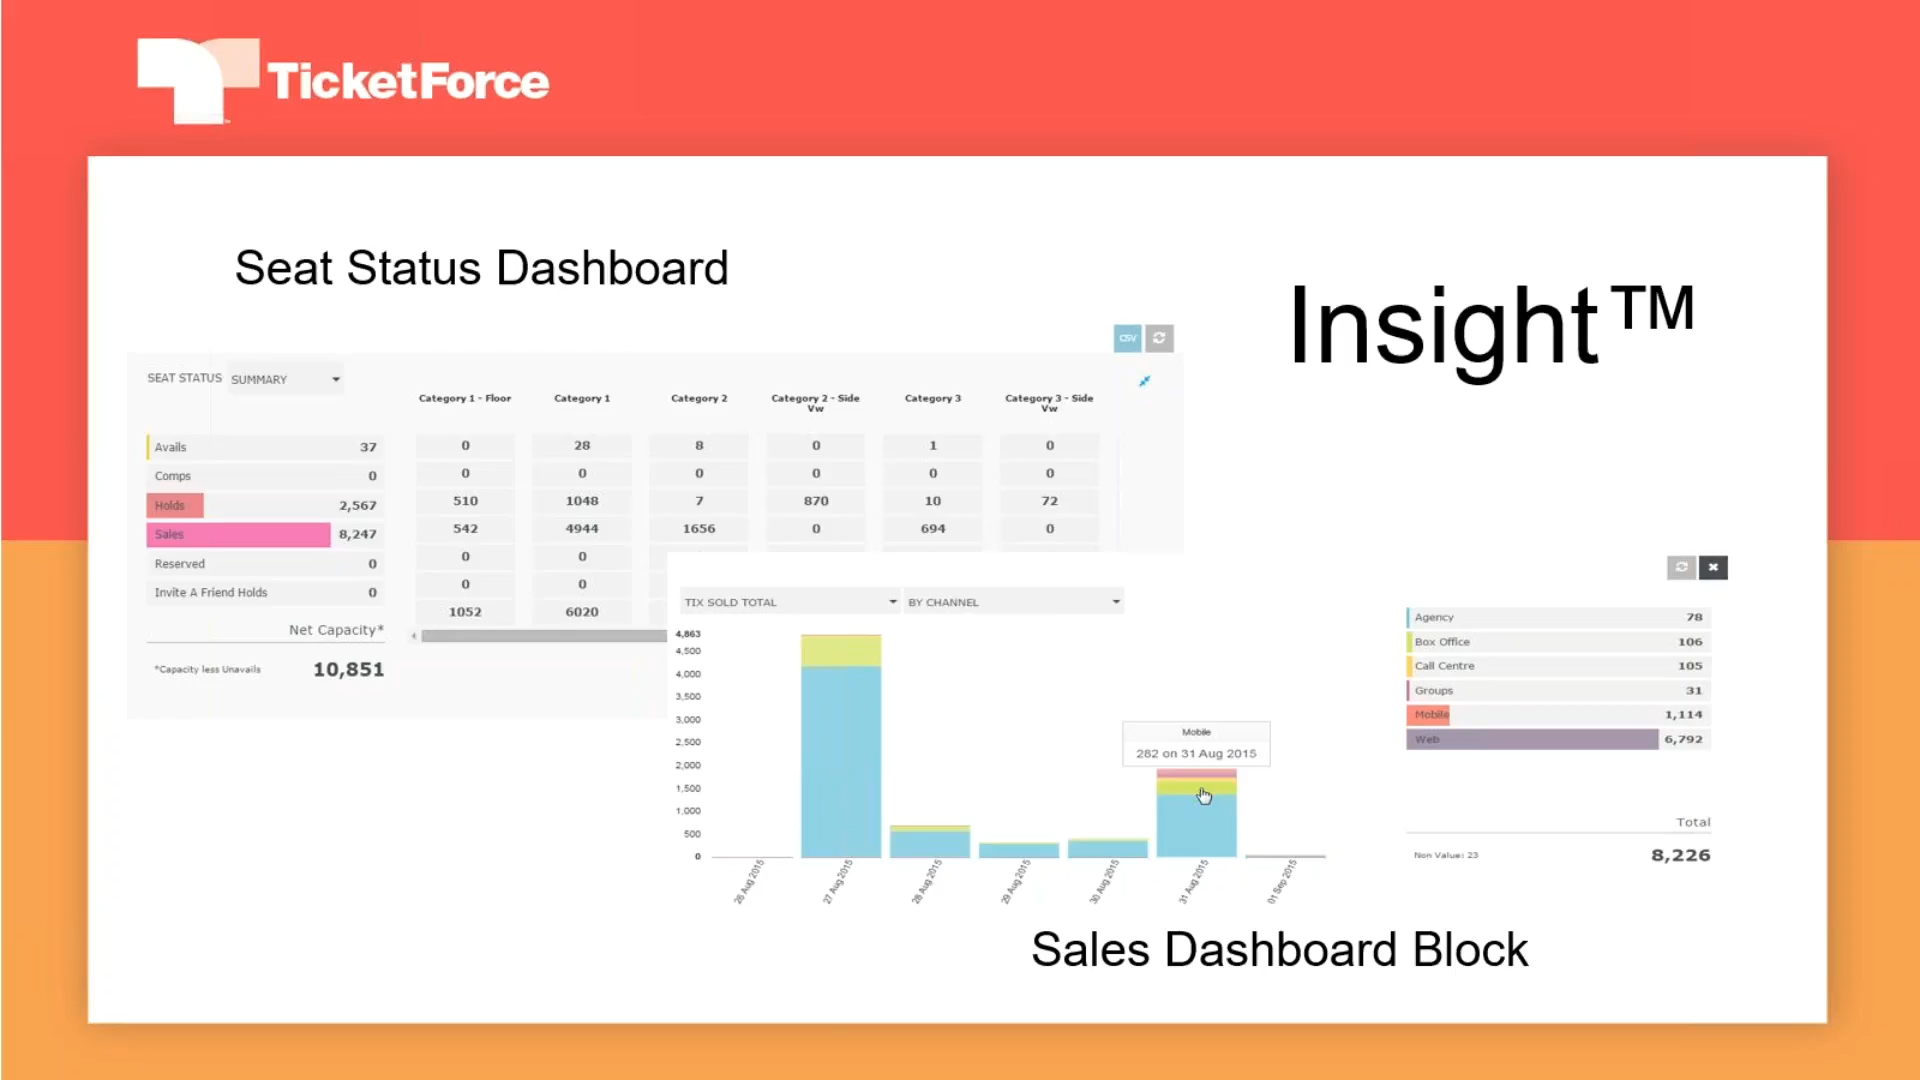 TicketForce
Seat Status Dashboard
Insight™
CSV
SEAT STATUS SUMMARY
Category 1 - Floor Category 1 Category 2 Category 2 - Side Vw Category 3 Category 3 - Side Vw
Avails 37 0 28 8 0 1 0
Comps 0 0 0 0 0 0 0
Holds 2,567 510 1048 7 870 10 72
Sales 8,247 542 4944 1656 0 694 0
Reserved 0 0 0
Invite A Friend Holds 0 0 0
1052 6020
Net Capacity*
*Capacity less Unavails 10,851
TIX SOLD TOTAL BY CHANNEL
4,863
4,500
4,000
3,500
3,000
2,500
2,000
1,500
1,000
500
0
Mobile
282 on 31 Aug 2015
26 Aug 2015 27 Aug 2015 28 Aug 2015 29 Aug 2015 30 Aug 2015 31 Aug 2015 01 Sep 2015
Agency 78
Box Office 106
Call Centre 105
Groups 31
Mobile 1,114
Web 6,792
Total
Non Value: 23 8,226
Sales Dashboard Block